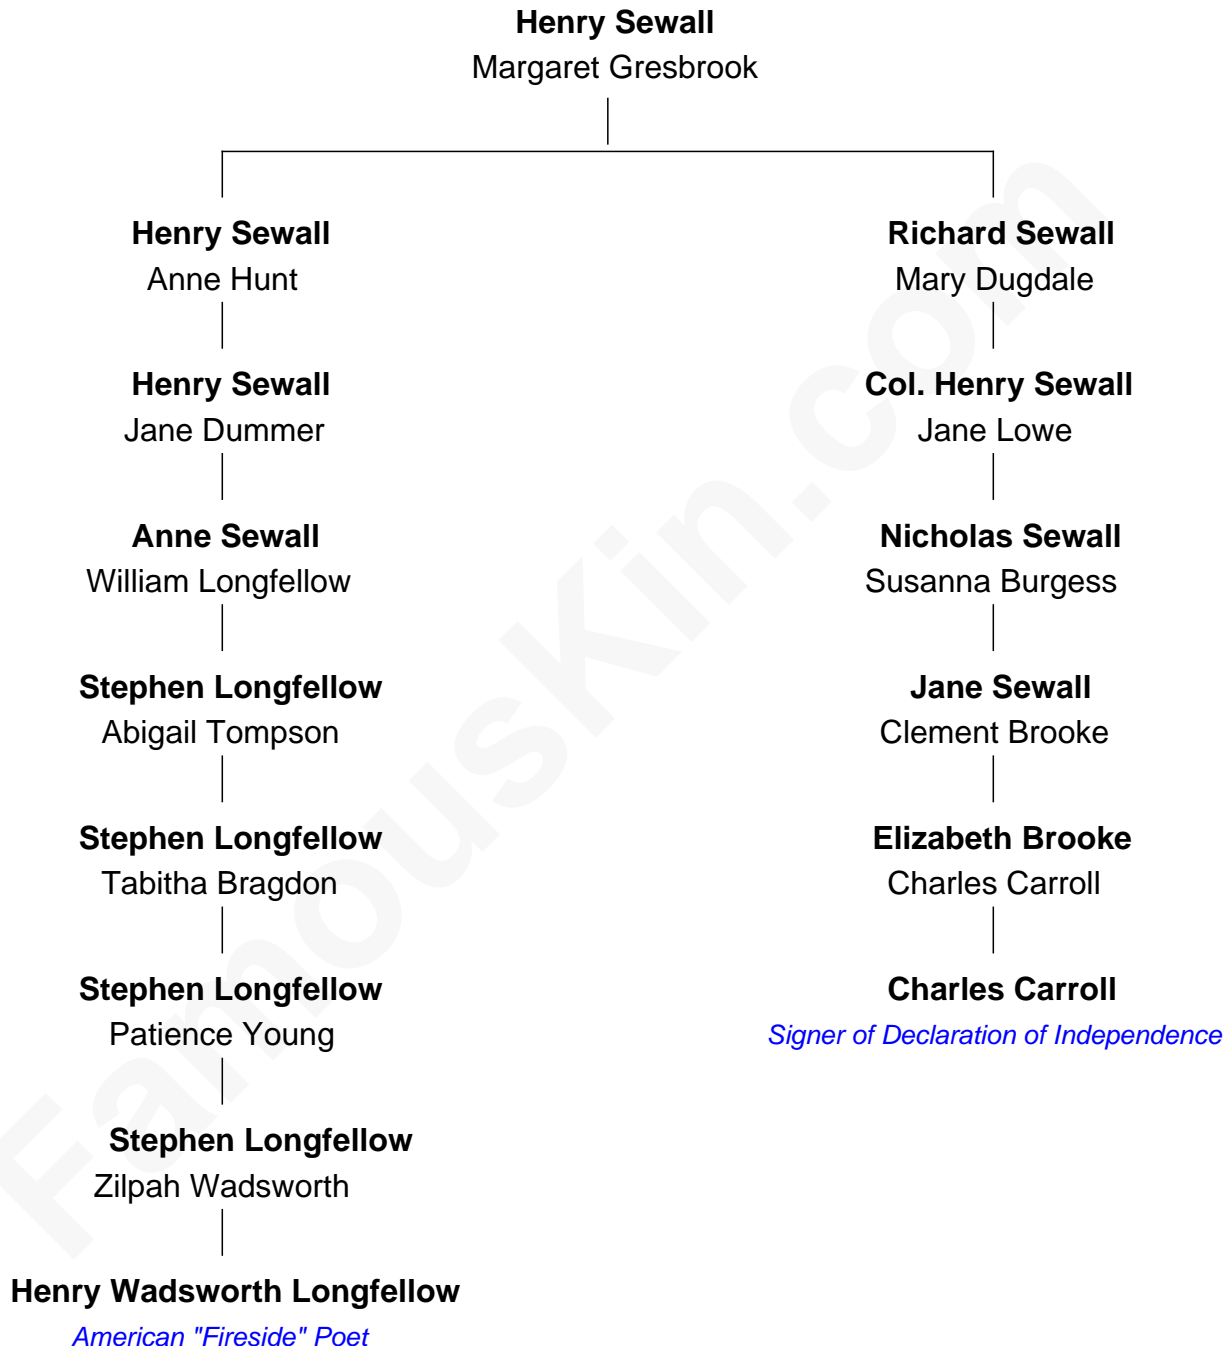 Henry Sewall
Margaret Gresbrook
Henry Sewall
Anne Hunt
Richard Sewall
Mary Dugdale
Henry Sewall
Jane Dummer
Col. Henry Sewall
Jane Lowe
Anne Sewall
William Longfellow
Nicholas Sewall
Susanna Burgess
Stephen Longfellow
Abigail Tompson
Jane Sewall
Clement Brooke
Stephen Longfellow
Tabitha Bragdon
Elizabeth Brooke
Charles Carroll
Stephen Longfellow
Patience Young
Charles Carroll
Signer of Declaration of Independence
Stephen Longfellow
Zilpah Wadsworth
Henry Wadsworth Longfellow
American "Fireside" Poet
FamousKin.com